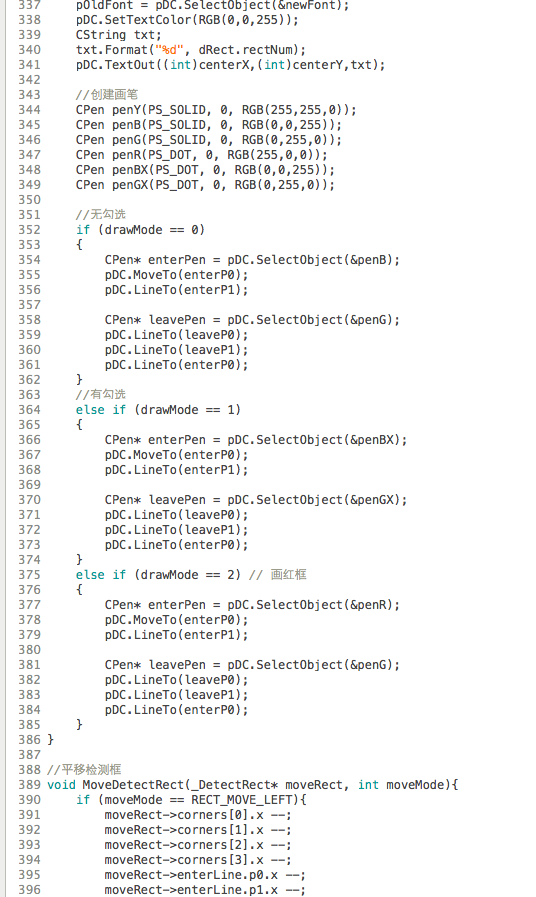 337 pOldFont = pDC.SelectObject(&newFont);
338 pDC.SetTextColor(RGB(0,0,255));
339 CString txt;
340 txt.Format("%d", dRect.rectNum);
341 pDC.TextOut((int)centerX,(int)centerY,txt);
342
343 //创建画笔
344 CPen penY(PS_SOLID, 0, RGB(255,255,0));
345 CPen penB(PS_SOLID, 0, RGB(0,0,255));
346 CPen penG(PS_SOLID, 0, RGB(0,255,0));
347 CPen penR(PS_DOT, 0, RGB(255,0,0));
348 CPen penBX(PS_DOT, 0, RGB(0,0,255));
349 CPen penGX(PS_DOT, 0, RGB(0,255,0));
350
351 //无勾选
352 if (drawMode == 0)
353 {
354 CPen* enterPen = pDC.SelectObject(&penB);
355 pDC.MoveTo(enterP0);
356 pDC.LineTo(enterP1);
357
358 CPen* leavePen = pDC.SelectObject(&penG);
359 pDC.LineTo(leaveP0);
360 pDC.LineTo(leaveP1);
361 pDC.LineTo(enterP0);
362 }
363 //有勾选
364 else if (drawMode == 1)
365 {
366 CPen* enterPen = pDC.SelectObject(&penBX);
367 pDC.MoveTo(enterP0);
368 pDC.LineTo(enterP1);
369
370 CPen* leavePen = pDC.SelectObject(&penGX);
371 pDC.LineTo(leaveP0);
372 pDC.LineTo(leaveP1);
373 pDC.LineTo(enterP0);
374 }
375 else if (drawMode == 2) // 画红框
376 {
377 CPen* enterPen = pDC.SelectObject(&penR);
378 pDC.MoveTo(enterP0);
379 pDC.LineTo(enterP1);
380
381 CPen* leavePen = pDC.SelectObject(&penG);
382 pDC.LineTo(leaveP0);
383 pDC.LineTo(leaveP1);
384 pDC.LineTo(enterP0);
385 }
386 }
387
388 //平移检测框
389 void MoveDetectRect(_DetectRect* moveRect, int moveMode){
390 if (moveMode == RECT_MOVE_LEFT){
391 moveRect->corners[0].x --;
392 moveRect->corners[1].x --;
393 moveRect->corners[2].x --;
394 moveRect->corners[3].x --;
395 moveRect->enterLine.p0.x --;
396 moveRect->enterLine.p1.x --;